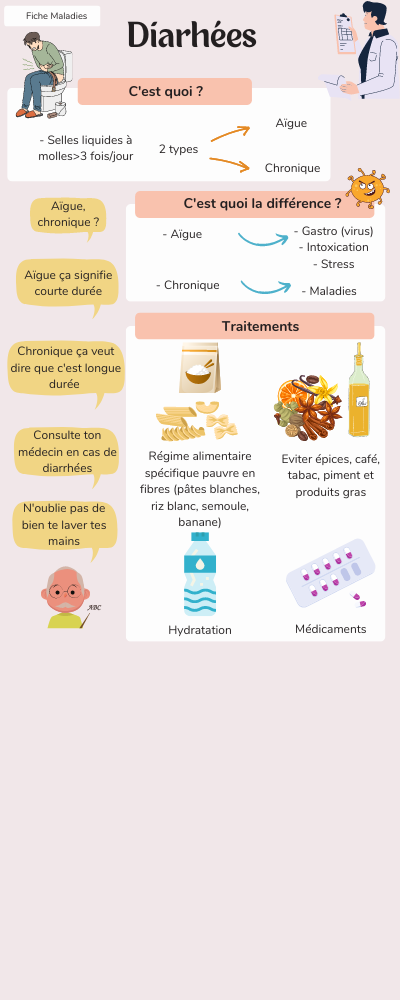 Fiche Maladies
Díarhées
C'est quoi ?
- Selles liquides à
molles>3 fois/jour
2 types
Aïgue
Chronique
C'est quoi la différence ?
- Aïgue
- Gastro (virus)
- Intoxication
- Stress
- Chronique
- Maladies
Aïgue,
chronique ?
Aïgue ça signifie
courte durée
Chronique ça veut
dire que c'est longue
durée
Consulte ton
médecin en cas de
diarrhées
N'oublie pas de
bien te laver tes
mains
ABC
Traitements
Régime alimentaire
spécifique pauvre en
fibres (pâtes blanches,
riz blanc, semoule,
banane)
Eviter épices, café,
tabac, piment et
produits gras
Hydratation
Médicaments